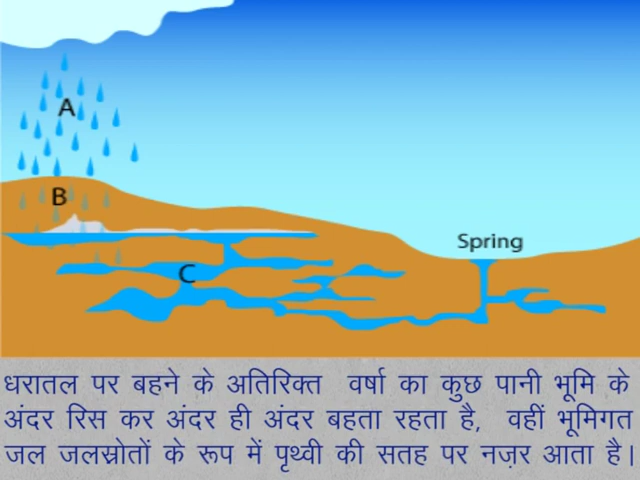 A
B
Spring
C
धरातल पर बहने के अतिरिक्त वर्षा का कुछ पानी भूमि के
अंदर रिस कर अंदर ही अंदर बहता रहता है, वहीं भूमिगत
जल जलस्रोतों के रूप में पृथ्वी की सतह पर नज़र आता है।